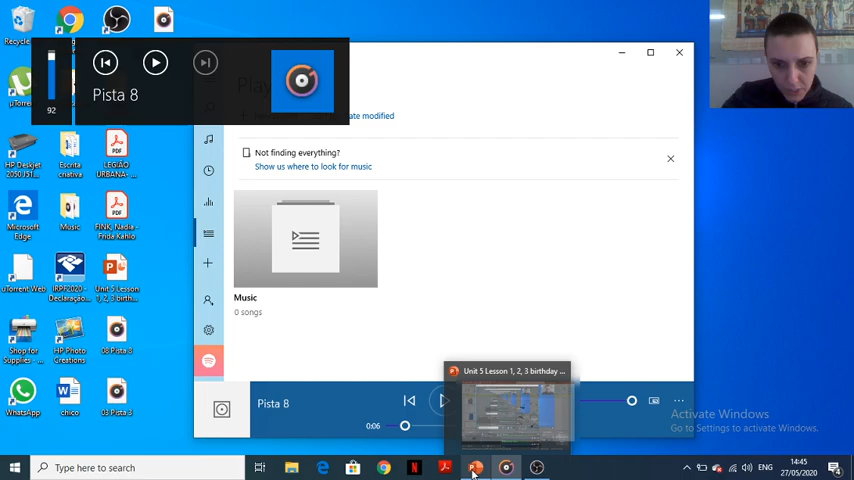 Recycle
Pista 8
92
Pla
ate modified
Not finding everything?
Show us where to look for music
µTorrent
HP Deskjet
2050 J51...
Escrita
criativa
LEGIÃO
URBANA-...
Microsoft
Edge
Music
FINK, Nadia -
Frida Kahlo
uTorrent Web
IRPF2020 -
Declaração...
Unit 5 Lesson
1, 2, 3 birth...
Shop for
Supplies - ...
HP Photo
Creations
08 Pista 8
WhatsApp
chico
03 Pista 3
Music
0 songs
Unit 5 Lesson 1, 2, 3 birthday ...
Pista 8
0:06
Activate Windows
Go to Settings to activate Windows.
Type here to search
ENG
14:45
27/05/2020
4